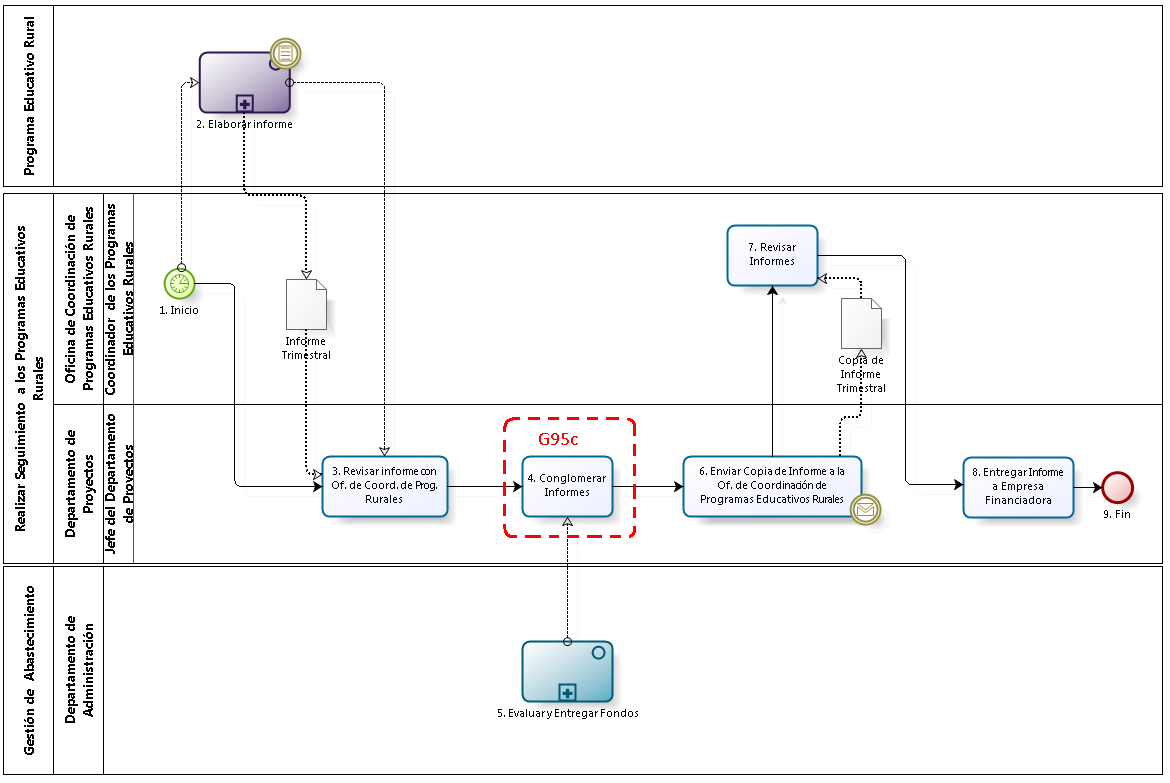 Programa Educativo Rural
2. Elaborar informe
Realizar Seguimiento a los Programas Educativos
Rurales
Oficina de Coordinación de
Programas Educativos Rurales
Coordinador de los Programas
Educativos Rurales
1. Inicio
Informe
Trimestral
7. Revisar
Informes
Copia de
Informe
Trimestral
Departamento de
Proyectos
Jefe del Departamento
de Proyectos
3. Revisar informe con
Of. de Coord. de Prog.
Rurales
G95c
4. Conglomerar
Informes
6. Enviar Copia de Informe a la
Of. de Coordinación de
Programas Educativos Rurales
8. Entregar Informe
a Empresa
Financiadora
9. Fin
Gestión de Abastecimiento
Departamento de
Administración
5. Evaluar y Entregar Fondos